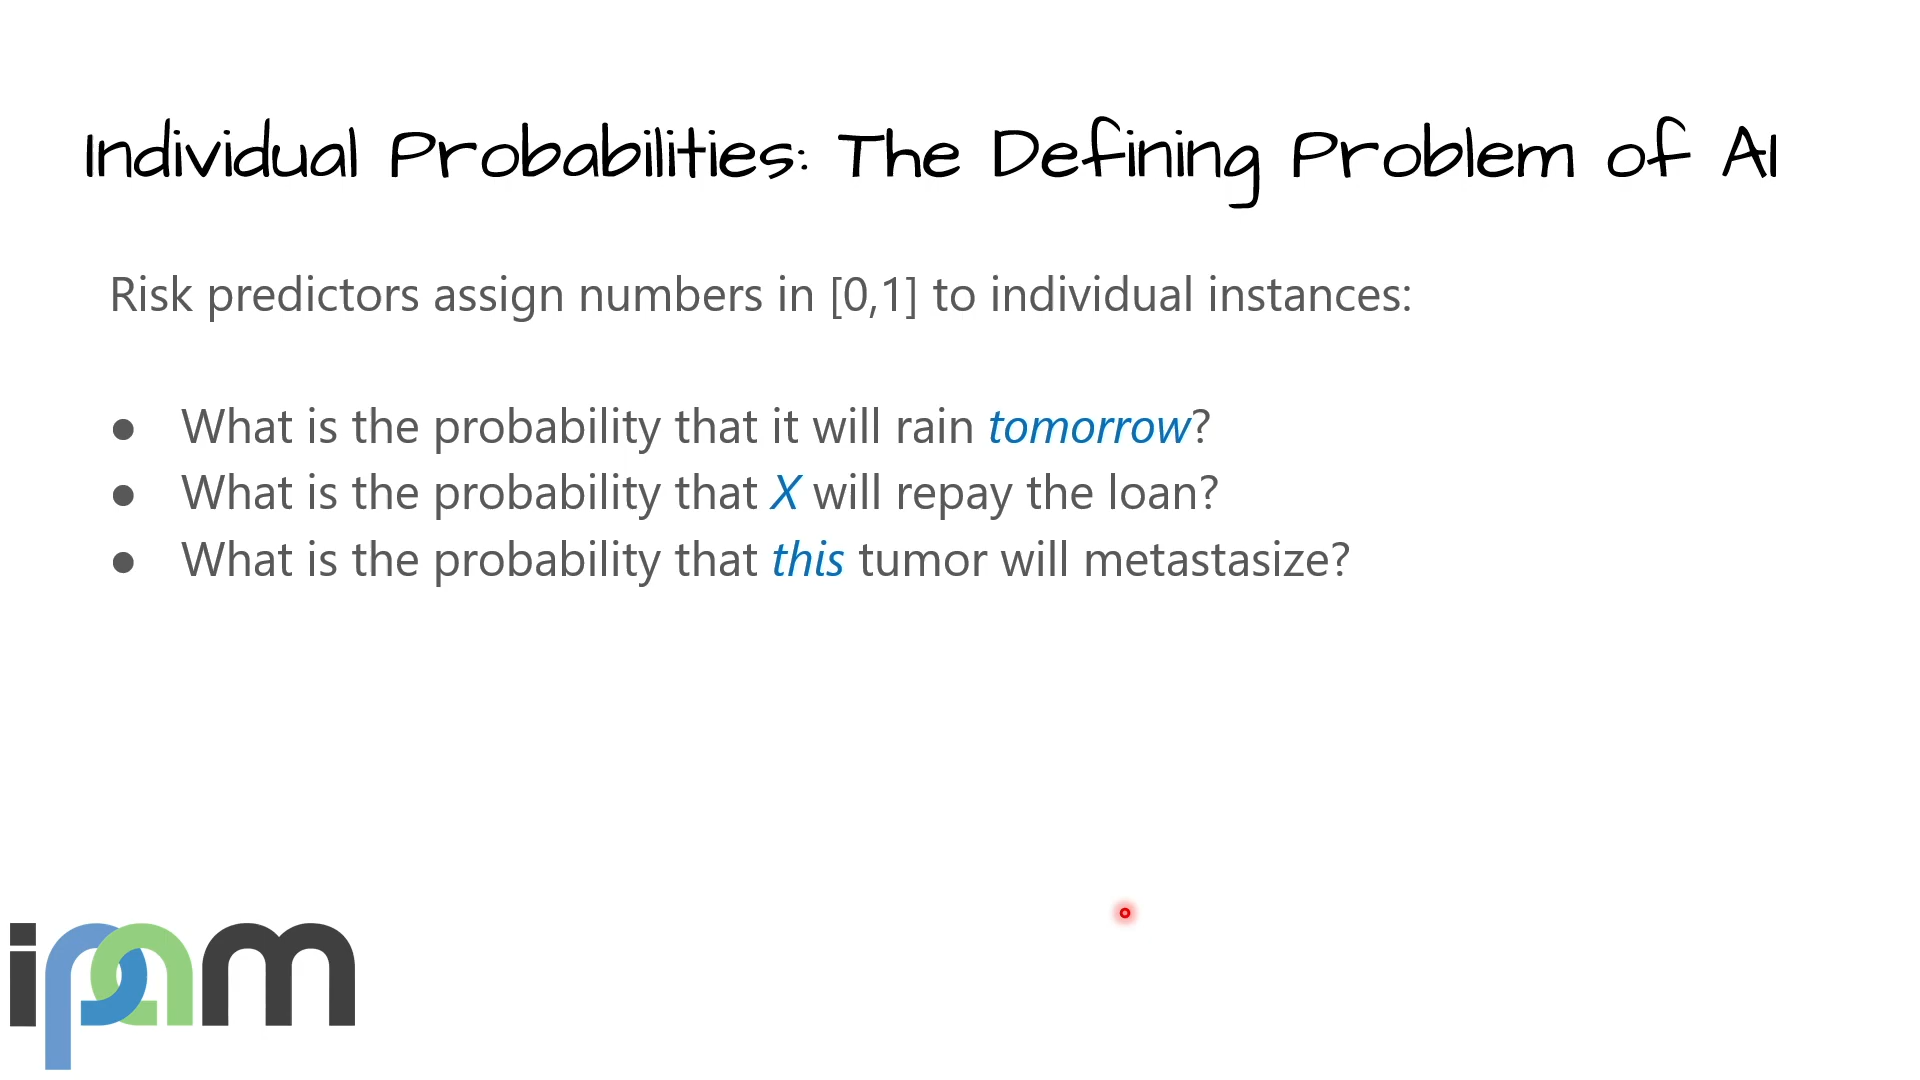 Individual Probabilities: The Defining Problem of AI
Risk predictors assign numbers in [0,1] to individual instances:
● What is the probability that it will rain tomorrow?
● What is the probability that X will repay the loan?
● What is the probability that this tumor will metastasize?
ipam